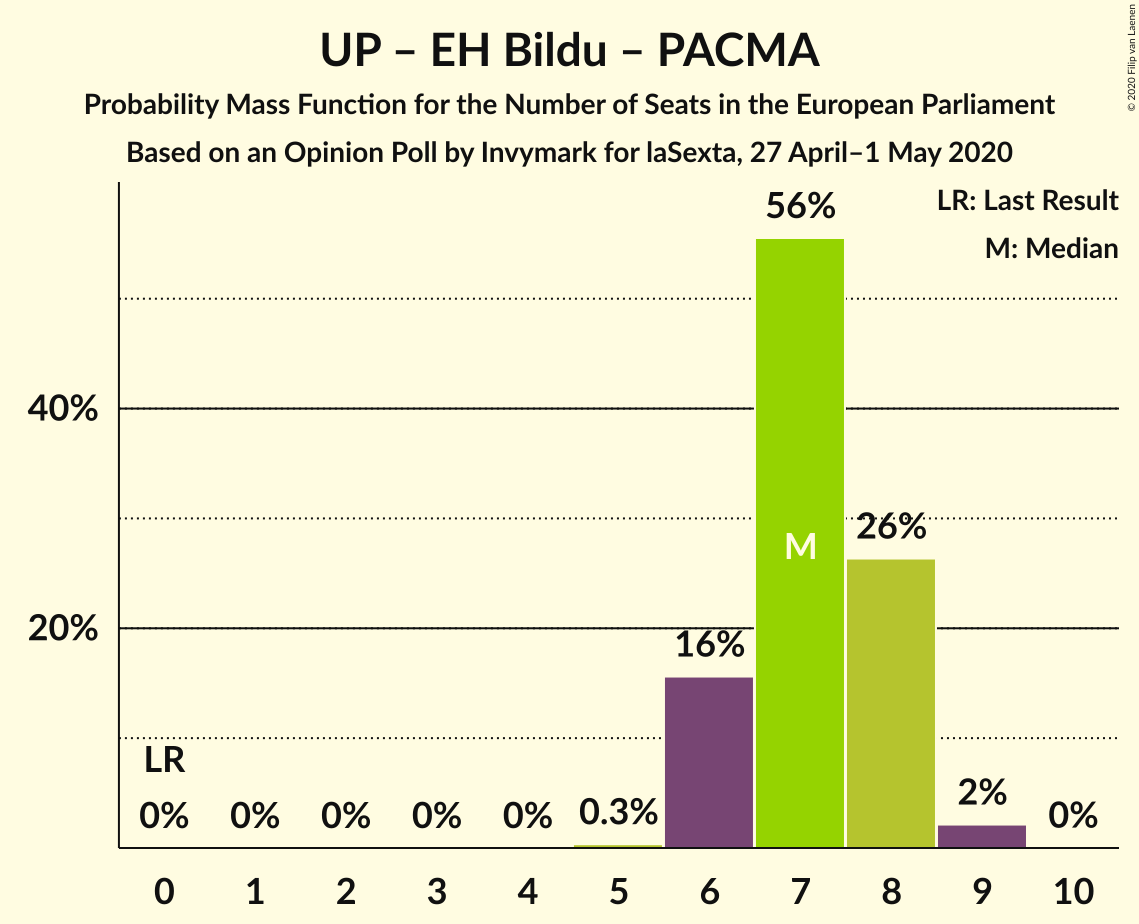 UP – EH Bildu – PACMA
Probability Mass Function for the Number of Seats in the European Parliament
Based on an Opinion Poll by Invymark for laSexta, 27 April–1 May 2020
© 2020 Filip van Laenen
LR: Last Result
M: Median
56%
40%
26%
M
20%
16%
LR
0%
0%
0%
0%
0%
0.3%
2%
0%
0 1 2 3 4 5 6 7 8 9 10